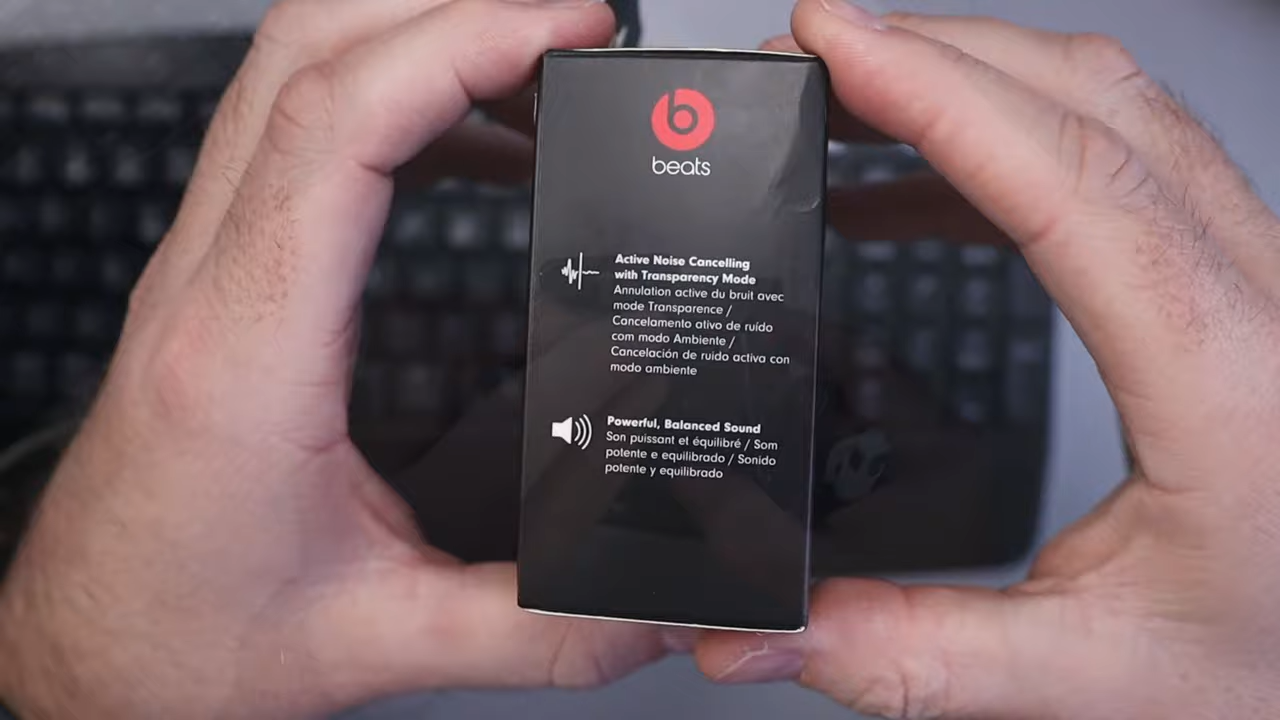 beats
Active Noise Cancelling
with Transparency Mode
Annulation active du bruit avec
mode Transparence /
Cancelamento ativo de ruído
com modo Ambiente /
Cancelación de ruido activa con
modo ambiente
Powerful, Balanced Sound
Son puissant et équilibré / Som
potente e equilibrado / Sonido
potente y equilibrado